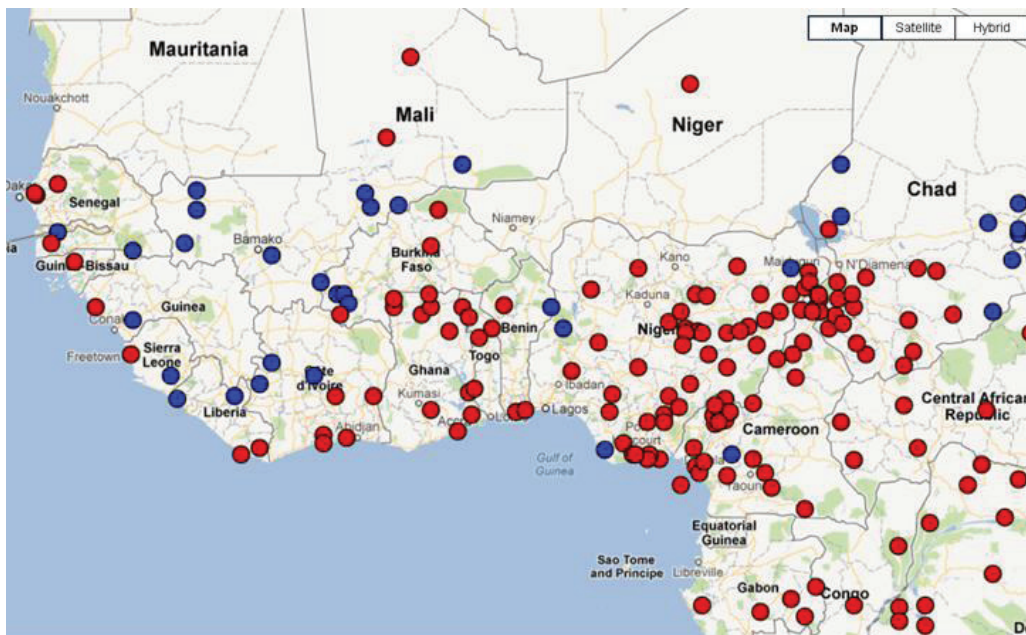 Map Satellite Hybrid
Mauritania
Nouakchott
Mali
Niger
Chad
Senegal
Niamey
Bamako
Burkina
Faso
Kano
N'Djamena
Guinea
Kaduna
Benin
Sierra
Leone
Freetown
Togo
Ghana
Kumasi
Ibadan
Lagos
Liberia
Abidjan
Central African
Republic
Cameroon
Gulf of
Guinea
Equatorial
Guinea
Sao Tome
and Principe
Libreville
Gabon
Congo